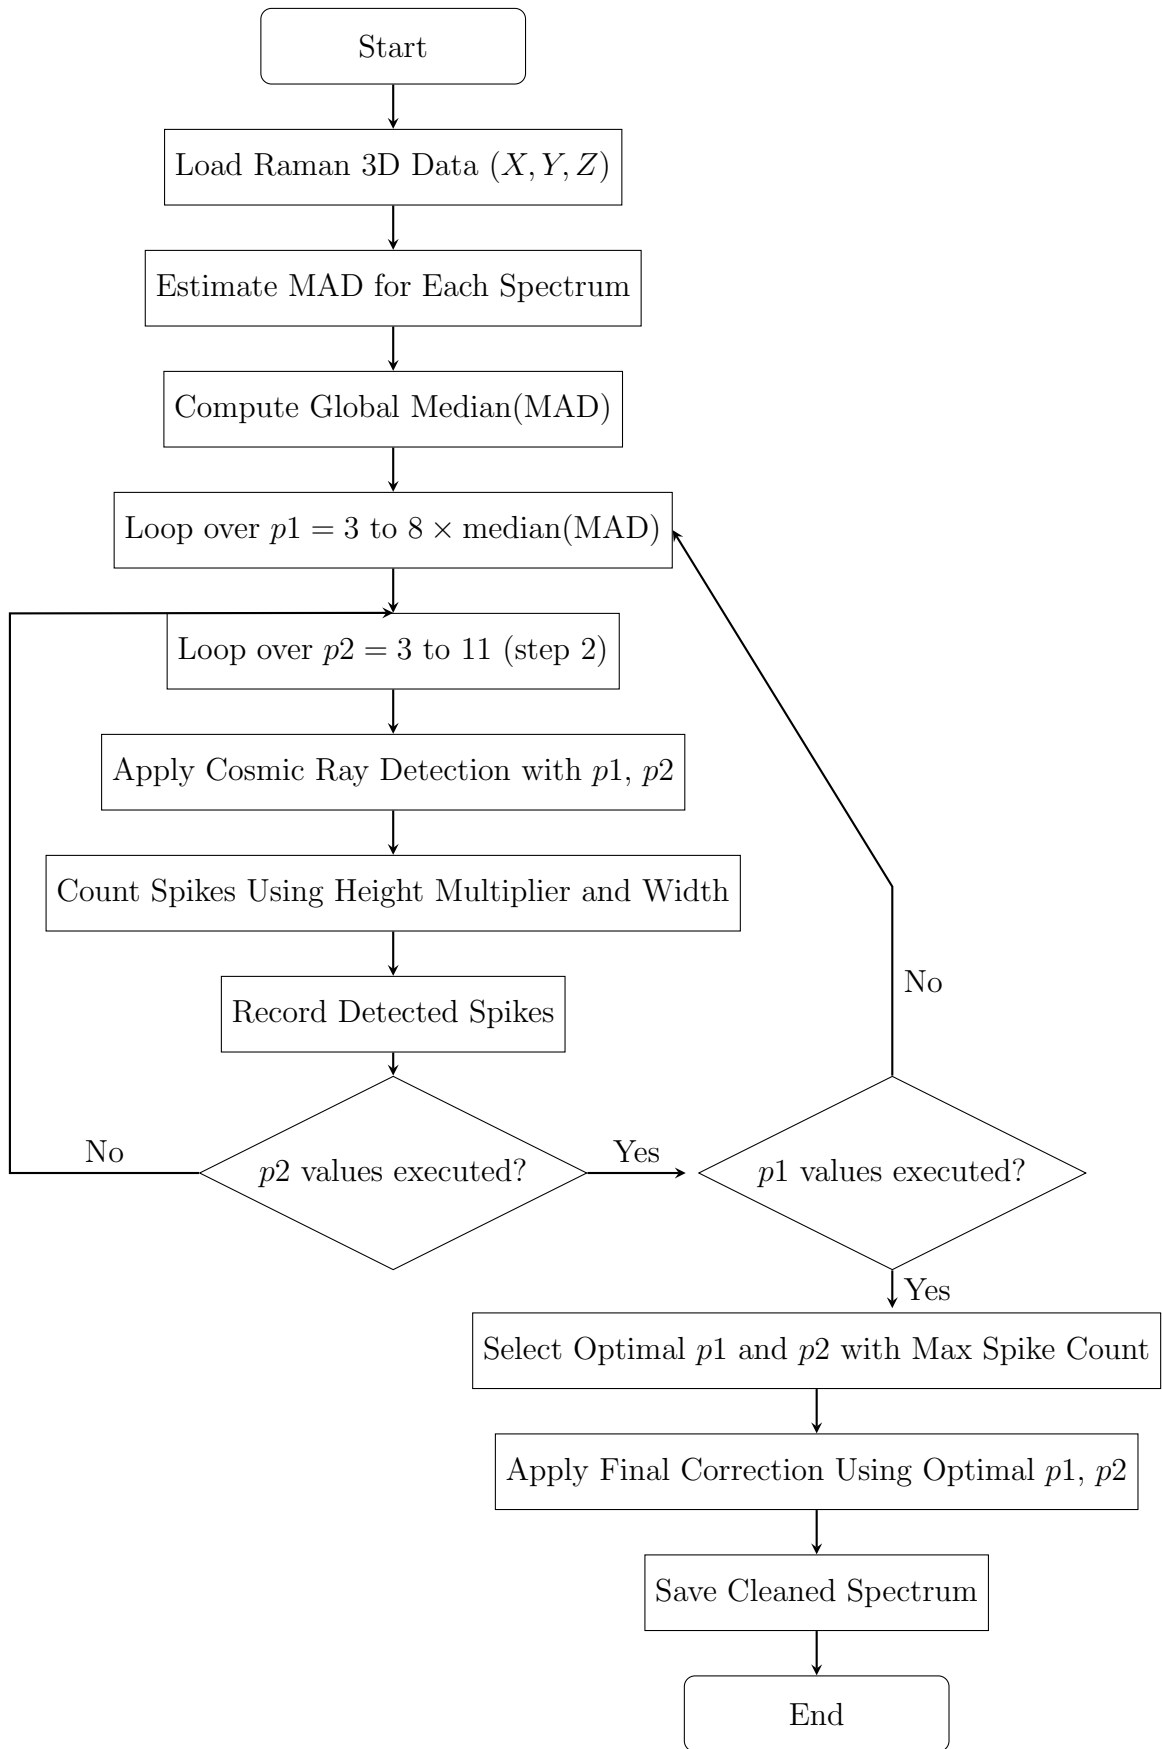 Start
Load Raman 3D Data (X, Y, Z)
Estimate MAD for Each Spectrum
Compute Global Median(MAD)
Loop over p1 = 3 to 8 × median(MAD)
Loop over p2 = 3 to 11 (step 2)
Apply Cosmic Ray Detection with p1, p2
Count Spikes Using Height Multiplier and Width
Record Detected Spikes
No
p2 values executed?
Yes
p1 values executed?
No
Yes
Select Optimal p1 and p2 with Max Spike Count
Apply Final Correction Using Optimal p1, p2
Save Cleaned Spectrum
End